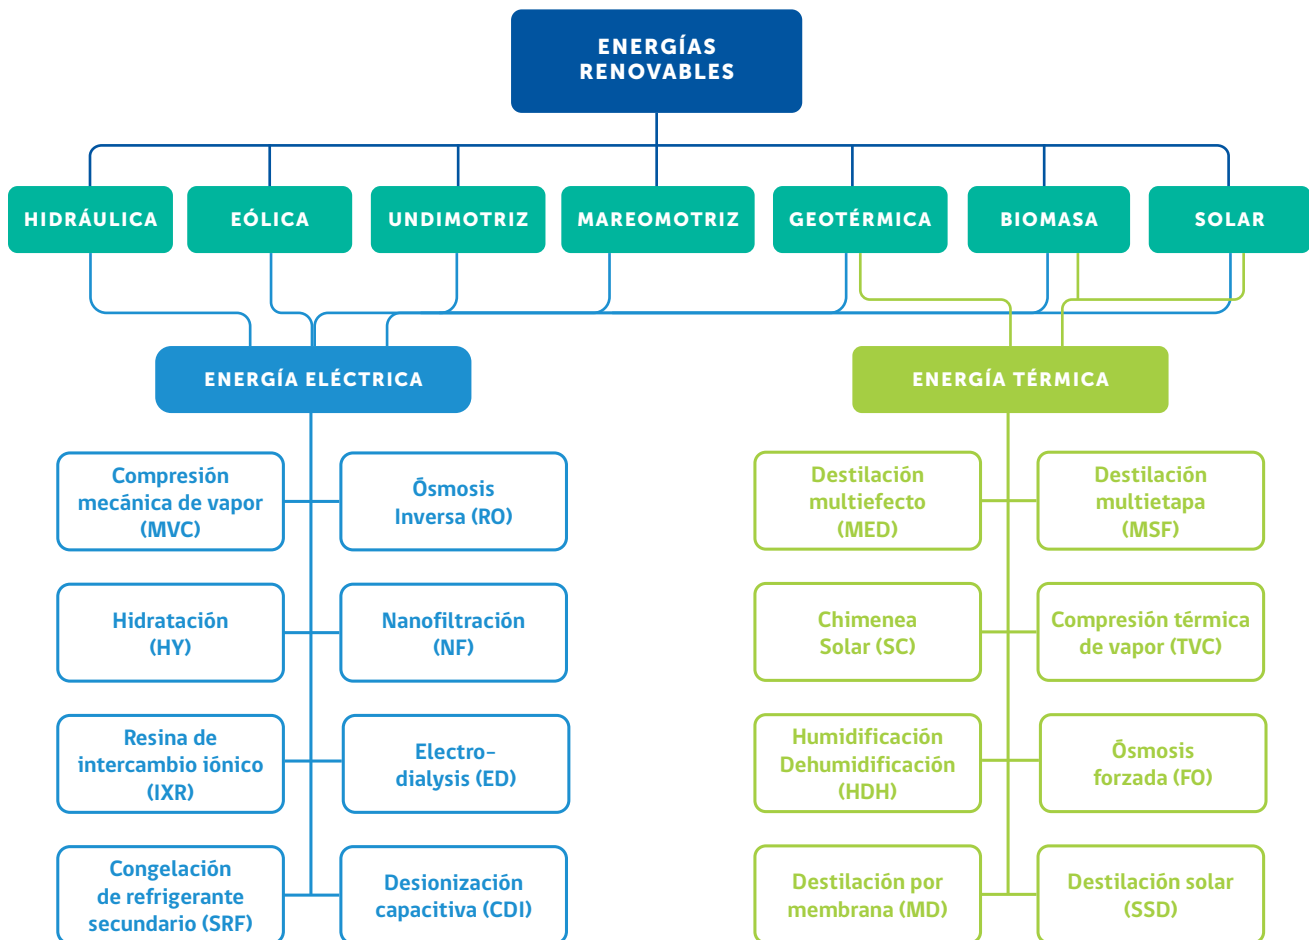 ENERGÍAS
RENOVABLES
HIDRÁULICA
EÓLICA
UNDIMOTRIZ
MAREOMOTRIZ
GEOTÉRMICA
BIOMASA
SOLAR
ENERGÍA ELÉCTRICA
ENERGÍA TÉRMICA
Compresión
mecánica de vapor
(MVC)
Ósmosis
Inversa (RO)
Hidratación
(HY)
Nanofiltración
(NF)
Resina de
intercambio iónico
(IXR)
Electro-
dialysis (ED)
Congelación
de refrigerante
secundario (SRF)
Desionización
capacitiva (CDI)
Destilación
multiefecto
(MED)
Destilación
multietapa
(MSF)
Chimenea
Solar (SC)
Compresión térmica
de vapor (TVC)
Humidificación
Dehumidificación
(HDH)
Ósmosis
forzada (FO)
Destilación por
membrana (MD)
Destilación solar
(SSD)